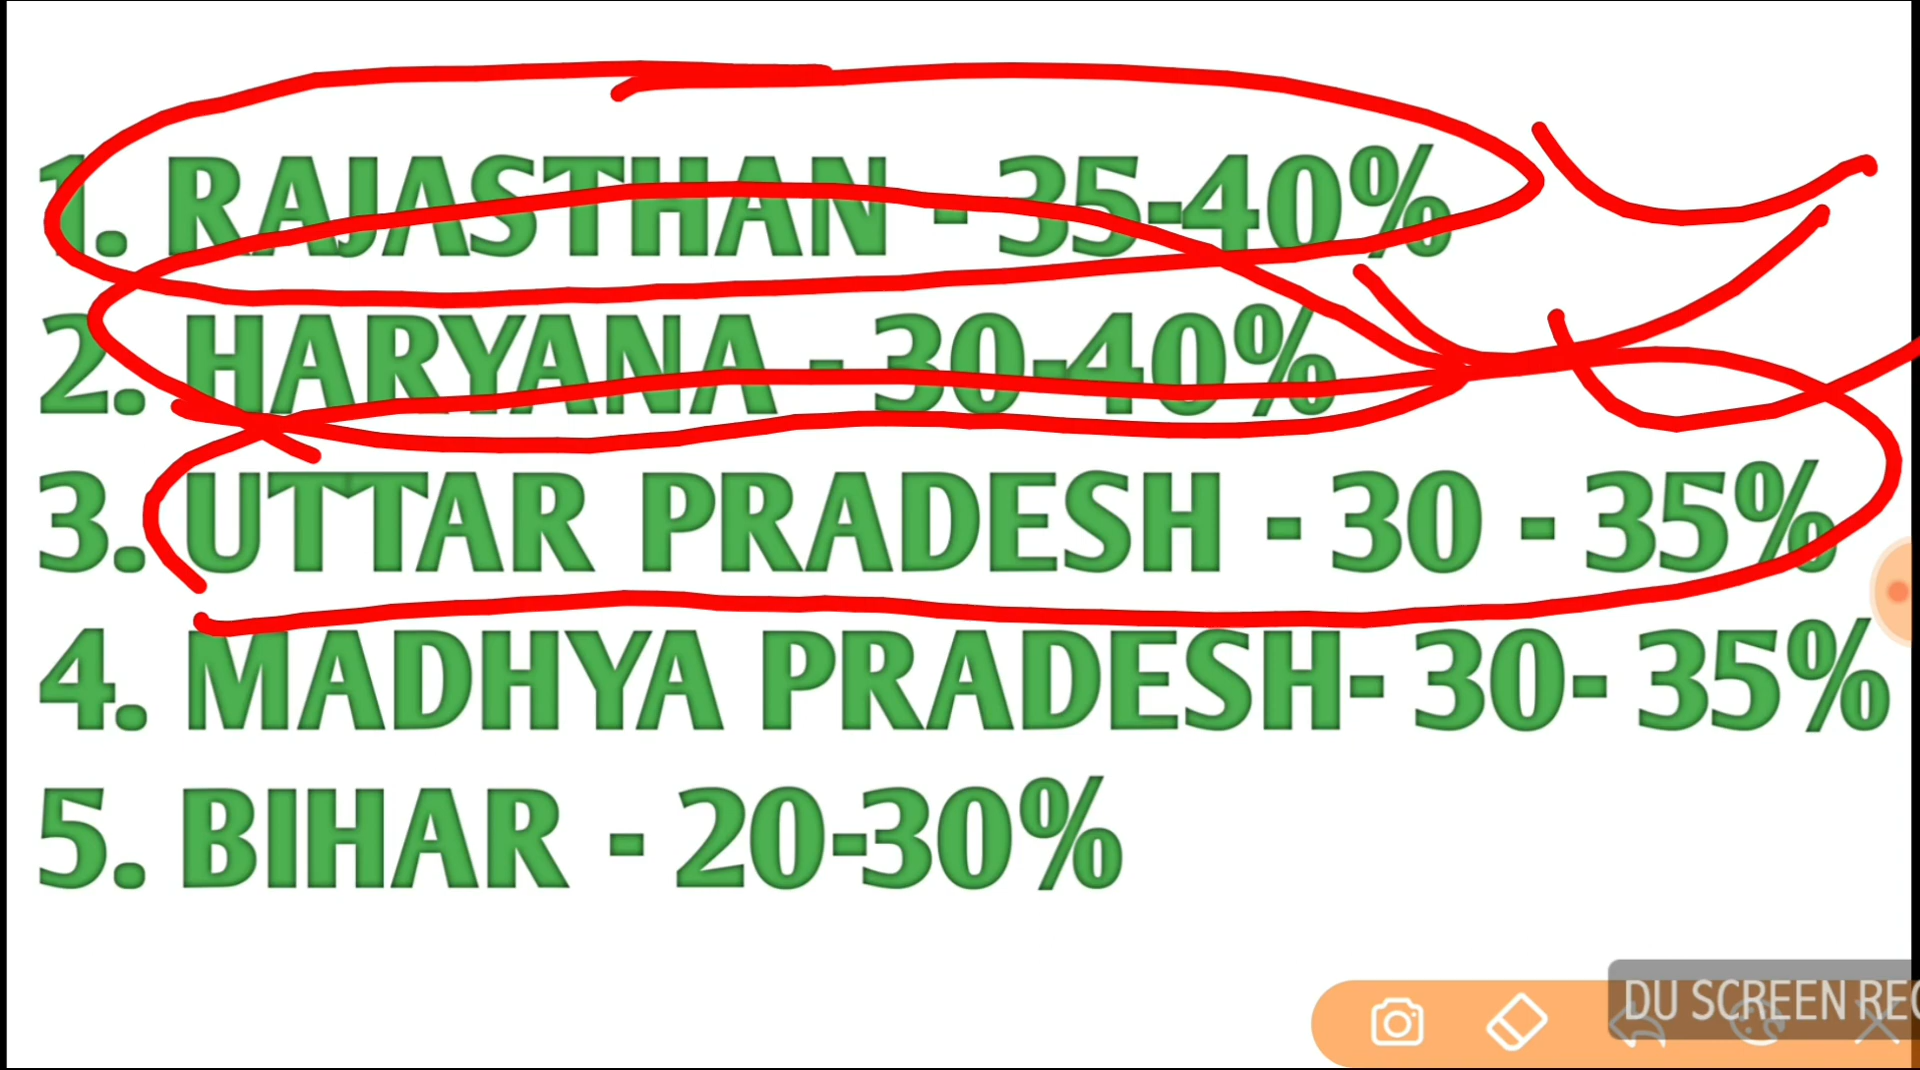 1. RAJASTHAN - 35-40%
2. HARYANA - 30-40%
3. UTTAR PRADESH - 30 - 35%
4. MADHYA PRADESH- 30- 35%
5. BIHAR - 20-30%
DU SCREEN REC